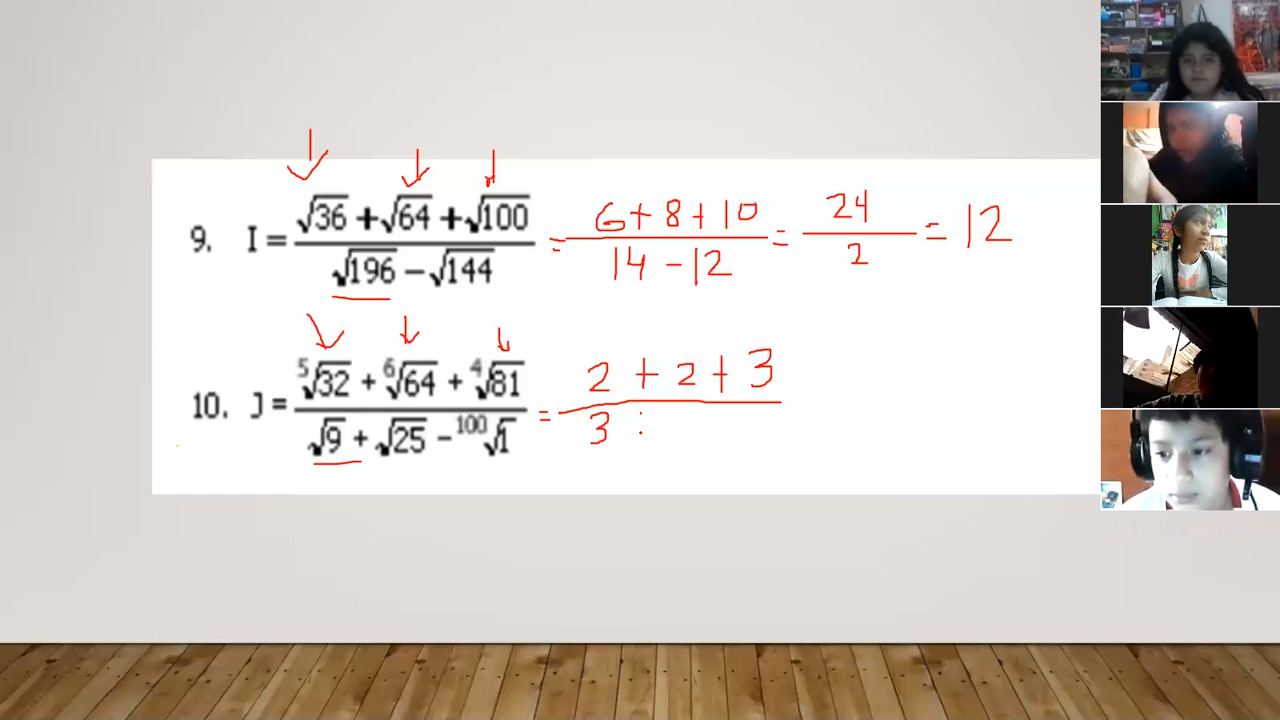 9. I = (√36 + √64 + √100) / (√196 − √144) = (6 + 8 + 10) / (14 − 12) = 24 / 2 = 12
10. J = (⁵√32 + ⁶√64 + ⁴√81) / (√9 + √25 − ¹⁰⁰√1) = (2 + 2 + 3) / (3 :